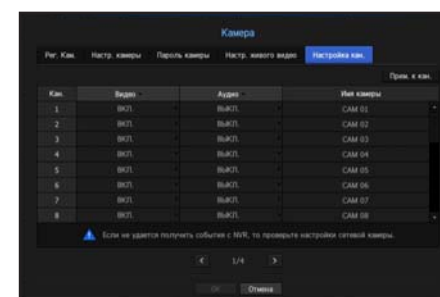 Камера
Рег. Кам. Настр. камеры Пароль камеры Настр. живого видео Настройка кан.
Прим. к кан.
Кан. Видео Аудио Имя камеры
1 ВКЛ. ВЫКЛ. CAM 01
2 ВКЛ. ВЫКЛ. CAM 02
3 ВКЛ. ВЫКЛ. CAM 03
4 ВКЛ. ВЫКЛ. CAM 04
5 ВКЛ. ВЫКЛ. CAM 05
6 ВКЛ. ВЫКЛ. CAM 06
7 ВКЛ. ВЫКЛ. CAM 07
8 ВКЛ. ВЫКЛ. CAM 08
Если не удается получить события с NVR, то проверьте настройки сетевой камеры.
< 1/4 >
OK Отмена